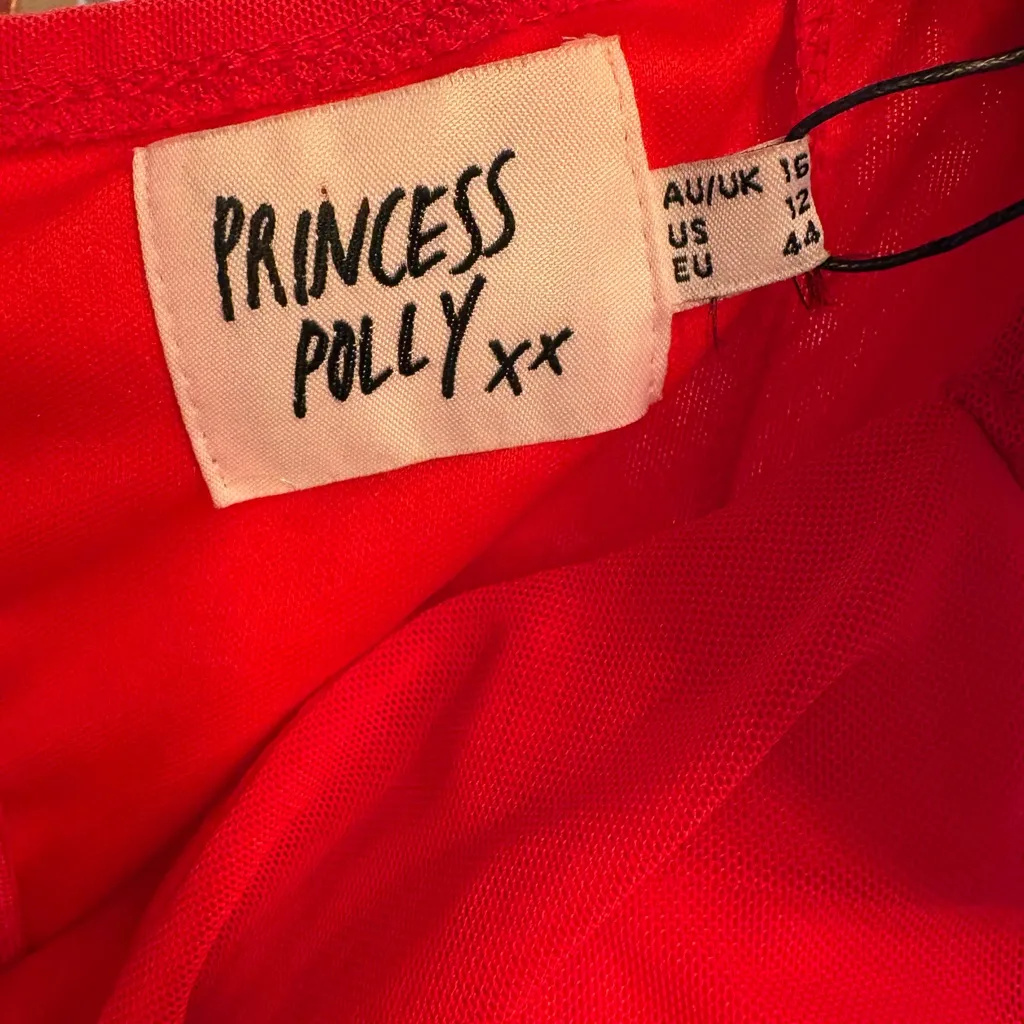 PRINCESS
POLLY xx
AU/UK 16
US 12
EU 44